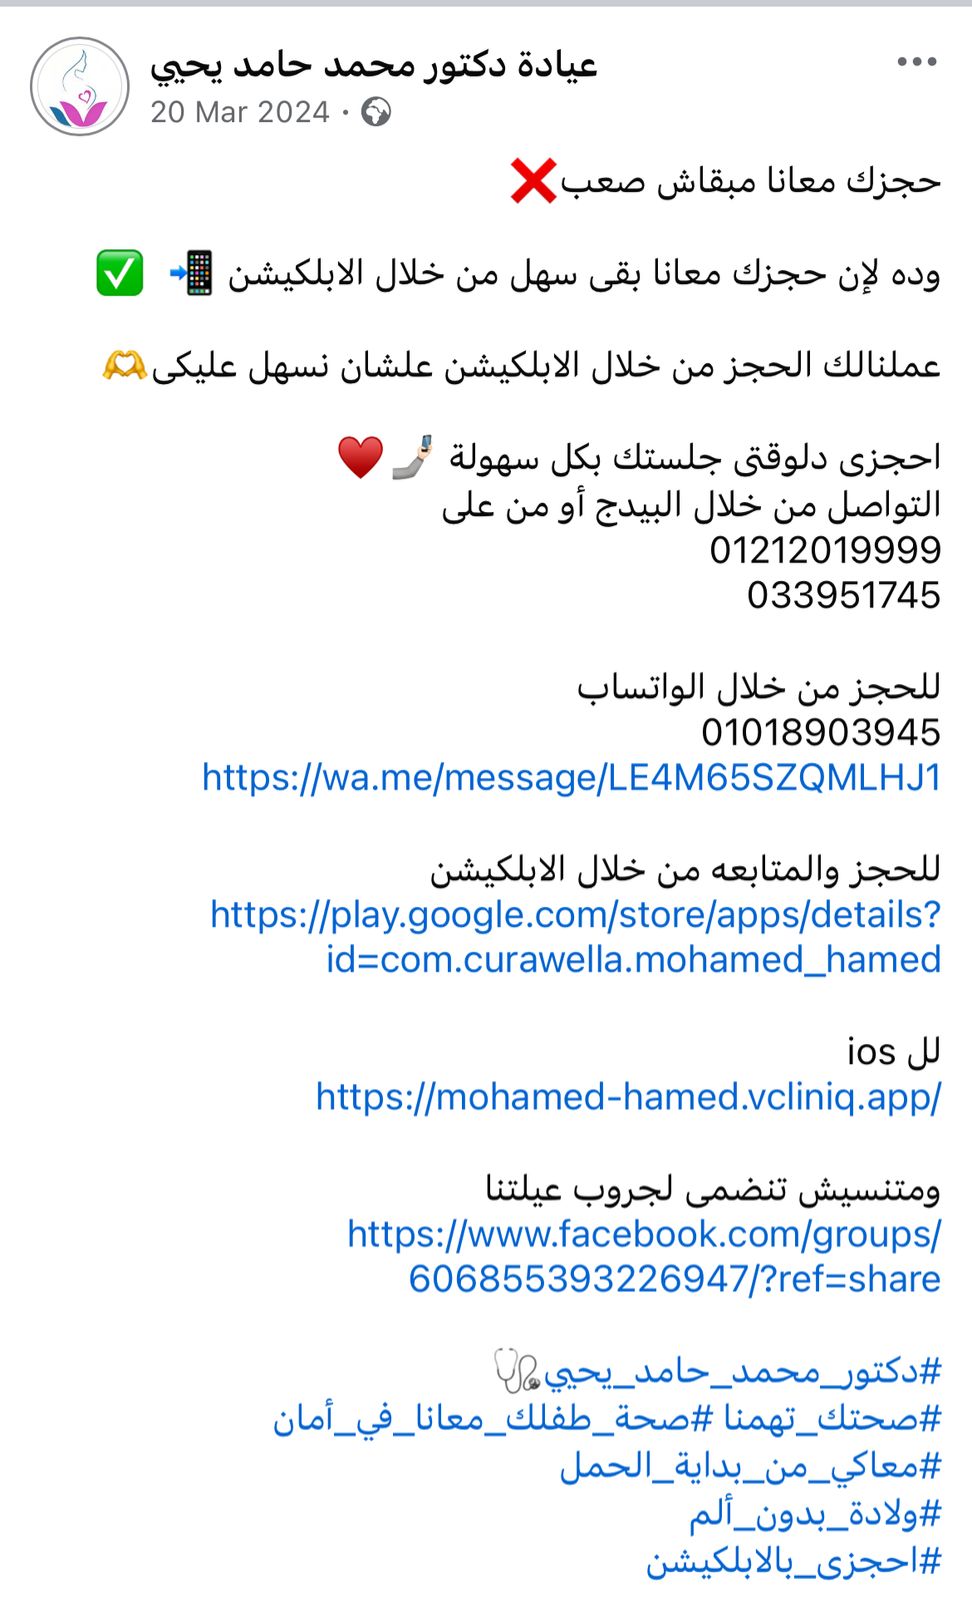 عيادة دكتور محمد حامد يحيي
20 Mar 2024 ·
حجزك معانا مبقاش صعب❌
وده لإن حجزك معانا بقى سهل من خلال الابلكيشن 📲 ✅
عملنالك الحجز من خلال الابلكيشن علشان نسهل عليكى🫶
احجزى دلوقتى جلستك بكل سهولة 🤳🏻♥️
التواصل من خلال البيدج أو من على
01212019999
033951745
للحجز من خلال الواتساب
01018903945
https://wa.me/message/LE4M65SZQMLHJ1
للحجز والمتابعه من خلال الابلكيشن
https://play.google.com/store/apps/details?
id=com.curawella.mohamed_hamed
لل ios
https://mohamed-hamed.vcliniq.app/
ومتنسيش تنضمى لجروب عيلتنا
https://www.facebook.com/groups/
606855393226947/?ref=share
#دكتور_محمد_حامد_يحيي🩺
#صحتك_تهمنا #صحة_طفلك_معانا_في_أمان
#معاكي_من_بداية_الحمل
#ولادة_بدون_ألم
#احجزى_بالابلكيشن